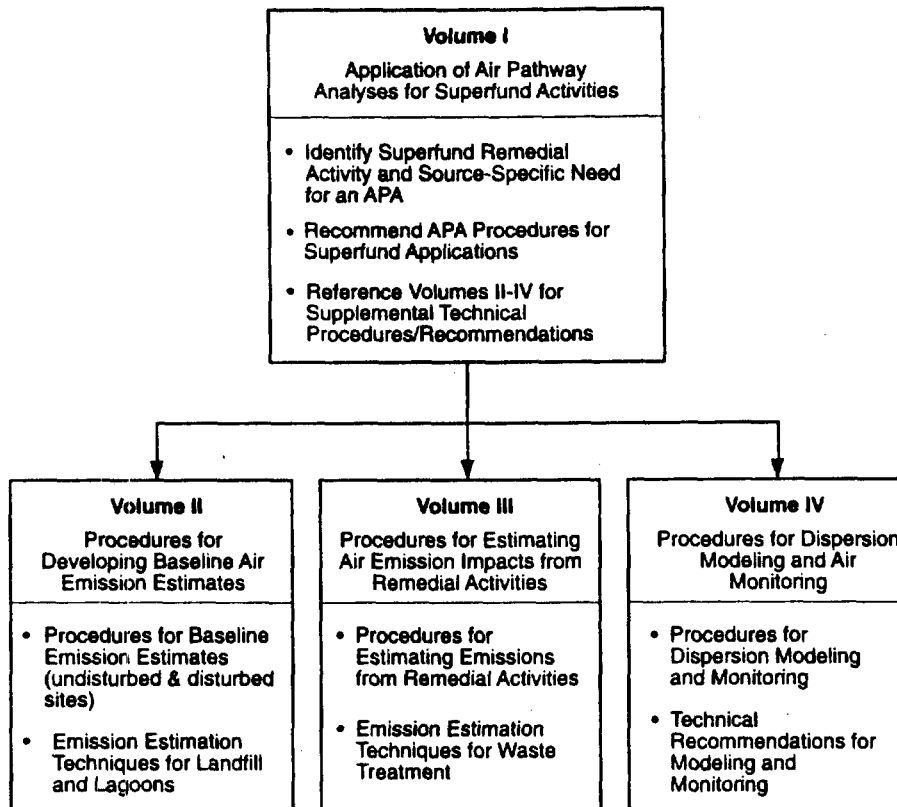 Volume I
Application of Air Pathway
Analyses for Superfund Activities
• Identify Superfund Remedial
Activity and Source-Specific Need
for an APA
• Recommend APA Procedures for
Superfund Applications
• Reference Volumes II-IV for
Supplemental Technical
Procedures/Recommendations
Volume II
Procedures for
Developing Baseline Air
Emission Estimates
• Procedures for Baseline
Emission Estimates
(undisturbed & disturbed
sites)
• Emission Estimation
Techniques for Landfill
and Lagoons
Volume III
Procedures for Estimating
Air Emission Impacts from
Remedial Activities
• Procedures for
Estimating Emissions
from Remedial Activities
• Emission Estimation
Techniques for Waste
Treatment
Volume IV
Procedures for Dispersion
Modeling and Air
Monitoring
• Procedures for
Dispersion Modeling
and Monitoring
• Technical
Recommendations for
Modeling and
Monitoring